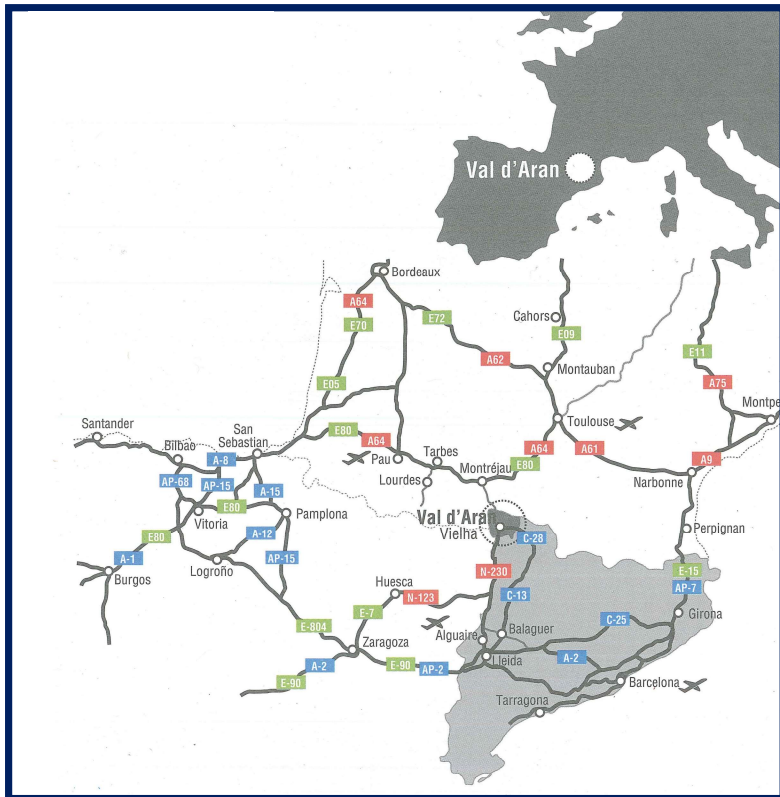 Val d'Aran
Bordeaux
A64
E70
E72
Cahors
E09
A62
E11
Montauban
A75
E05
Montpe
Santander
San
Sebastian
Bilbao
E80
A64
Toulouse
A64
A61
A9
A-8
Pau
Tarbes
E80
AP-68
AP-15
A-15
Lourdes
Montréjau
Narbonne
E80
Vitoria
Pamplona
Val d'Aran
Vielha
Perpignan
E80
A-12
C-28
A-1
AP-15
Logroño
Burgos
N-230
E-15
AP-7
Huesca
N-123
C-13
E-7
Girona
E-804
C-25
Alguaire
Balaguer
Zaragoza
Lleida
A-2
E-90
AP-2
A-2
E-90
Barcelona
Tarragona